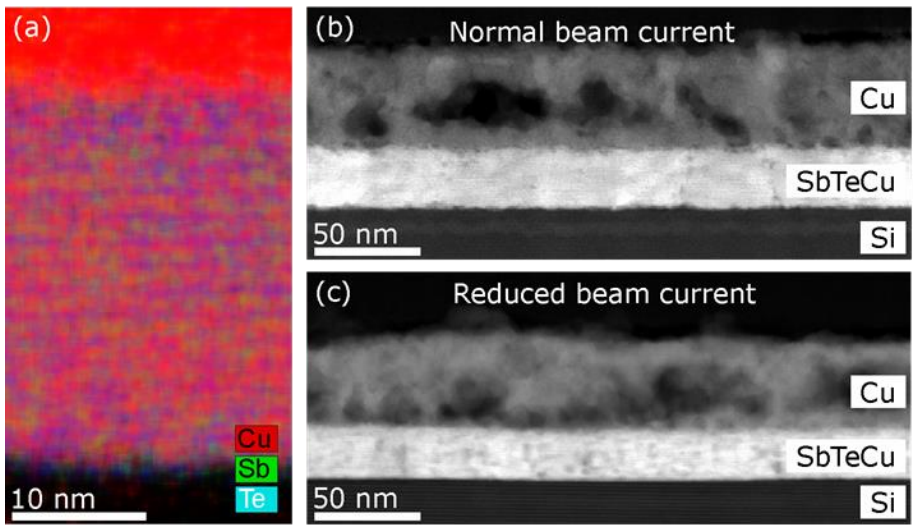 (a)
Cu
Sb
Te
10 nm
(b)
Normal beam current
Cu
SbTeCu
50 nm
Si
(c)
Reduced beam current
Cu
SbTeCu
50 nm
Si